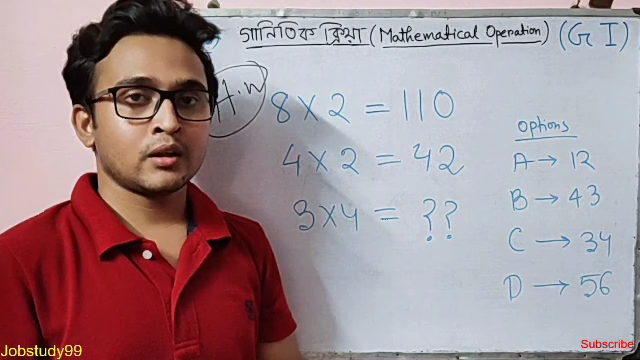 গানিতিক ক্রিয়া (Mathematical Operation) (G I)
H.W
8 × 2 = 110
4 × 2 = 42
3 × 4 = ??
Options
A → 12
B → 43
C → 34
D → 56
Jobstudy99
Subscribe